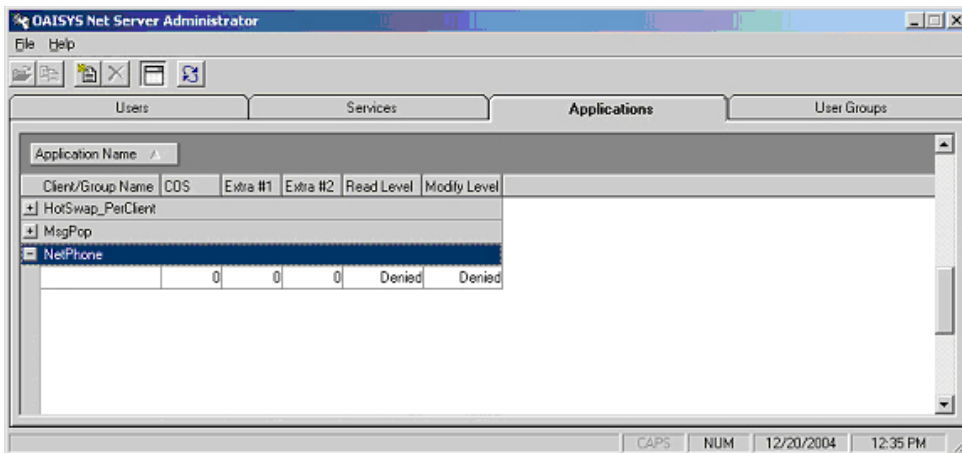 OAISYS Net Server Administrator
File Help
Users Services Applications User Groups
Application Name
Client/Group Name COS Extra #1 Extra #2 Read Level Modify Level
HotSwap_PerClient
MsgPop
NetPhone
0 0 0 Denied Denied
CAPS NUM 12/20/2004 12:35 PM